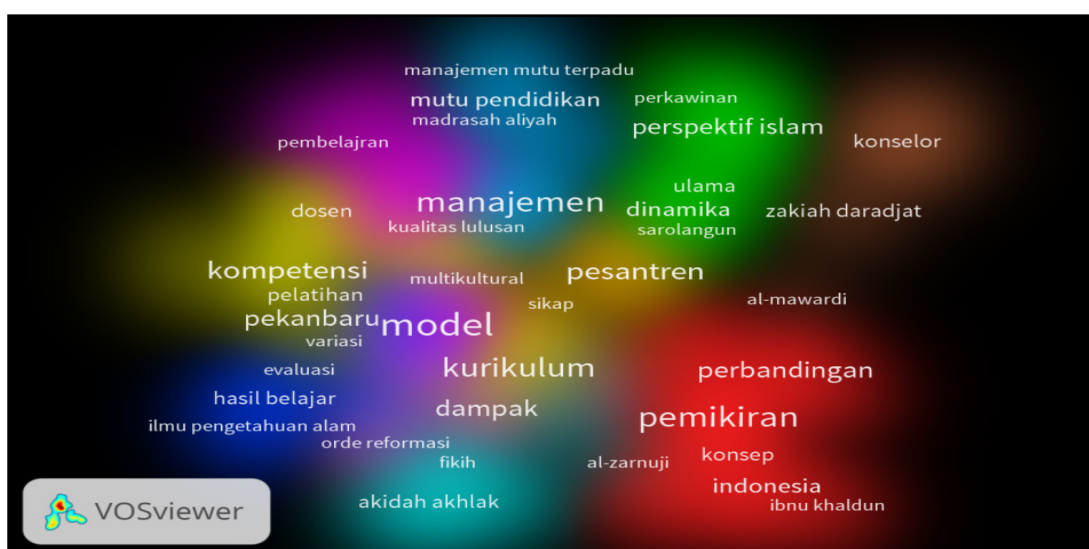 manajemen mutu terpadu
mutu pendidikan
perkawinan
madrasah aliyah
perspektif islam
pembelajran
konselor
ulama
manajemen
dosen
dinamika
zakiah daradjat
kualitas lulusan
sarolangun
kompetensi
multikultural
pesantren
pelatihan
sikap
al-mawardi
pekanbaru
model
variasi
evaluasi
kurikulum
perbandingan
hasil belajar
dampak
pemikiran
ilmu pengetahuan alam
orde reformasi
fikih
al-zarnuji
konsep
indonesia
akidah akhlak
ibnu khaldun
VOSviewer